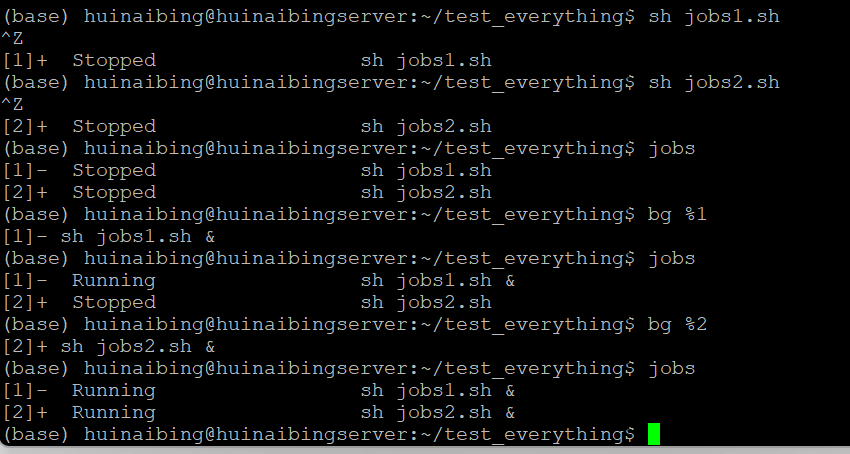 (base) huinaibing@huinaibingserver:~/test_everything$ sh jobs1.sh
^Z
[1]+  Stopped                 sh jobs1.sh
(base) huinaibing@huinaibingserver:~/test_everything$ sh jobs2.sh
^Z
[2]+  Stopped                 sh jobs2.sh
(base) huinaibing@huinaibingserver:~/test_everything$ jobs
[1]-  Stopped                 sh jobs1.sh
[2]+  Stopped                 sh jobs2.sh
(base) huinaibing@huinaibingserver:~/test_everything$ bg %1
[1]- sh jobs1.sh &
(base) huinaibing@huinaibingserver:~/test_everything$ jobs
[1]-  Running                 sh jobs1.sh &
[2]+  Stopped                 sh jobs2.sh
(base) huinaibing@huinaibingserver:~/test_everything$ bg %2
[2]+ sh jobs2.sh &
(base) huinaibing@huinaibingserver:~/test_everything$ jobs
[1]-  Running                 sh jobs1.sh &
[2]+  Running                 sh jobs2.sh &
(base) huinaibing@huinaibingserver:~/test_everything$